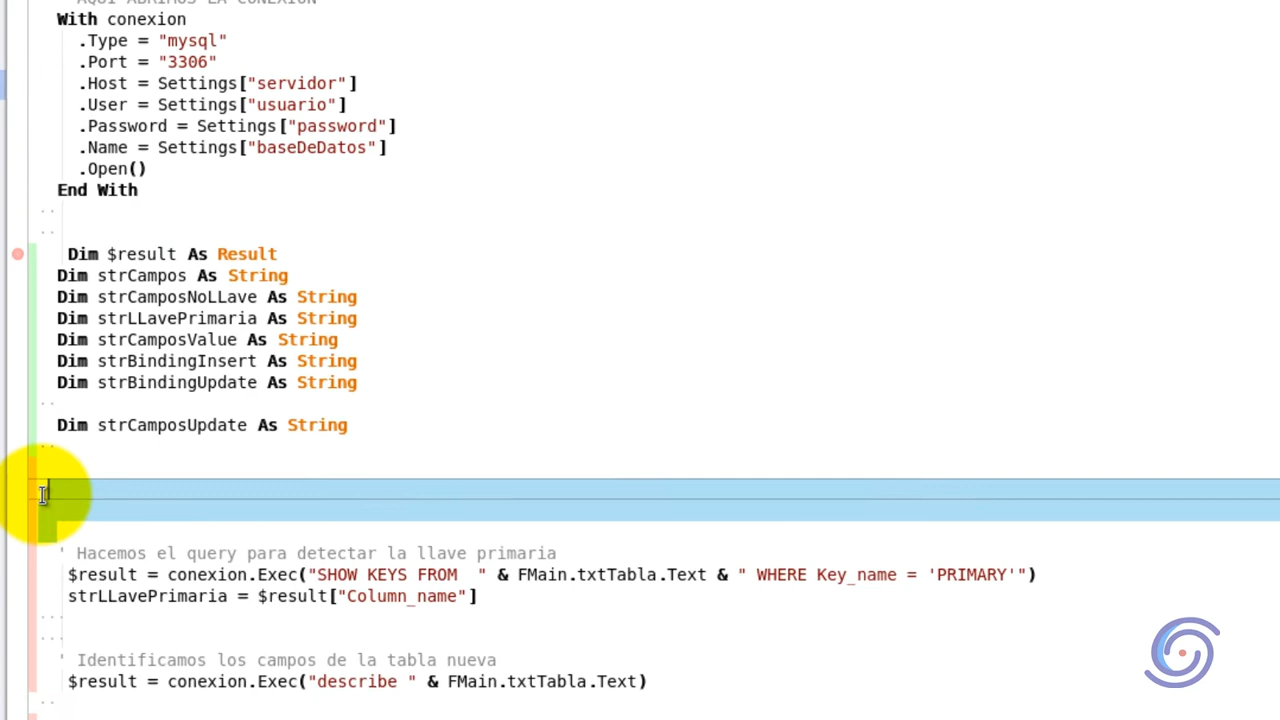 ' AQUI ABRIMOS LA CONEXION
With conexion
.Type = "mysql"
.Port = "3306"
.Host = Settings["servidor"]
.User = Settings["usuario"]
.Password = Settings["password"]
.Name = Settings["baseDeDatos"]
.Open()
End With
Dim $result As Result
Dim strCampos As String
Dim strCamposNoLLave As String
Dim strLLavePrimaria As String
Dim strCamposValue As String
Dim strBindingInsert As String
Dim strBindingUpdate As String
Dim strCamposUpdate As String
' Hacemos el query para detectar la llave primaria
$result = conexion.Exec("SHOW KEYS FROM  " & FMain.txtTabla.Text & " WHERE Key_name = 'PRIMARY'")
strLLavePrimaria = $result["Column_name"]
' Identificamos los campos de la tabla nueva
$result = conexion.Exec("describe " & FMain.txtTabla.Text)